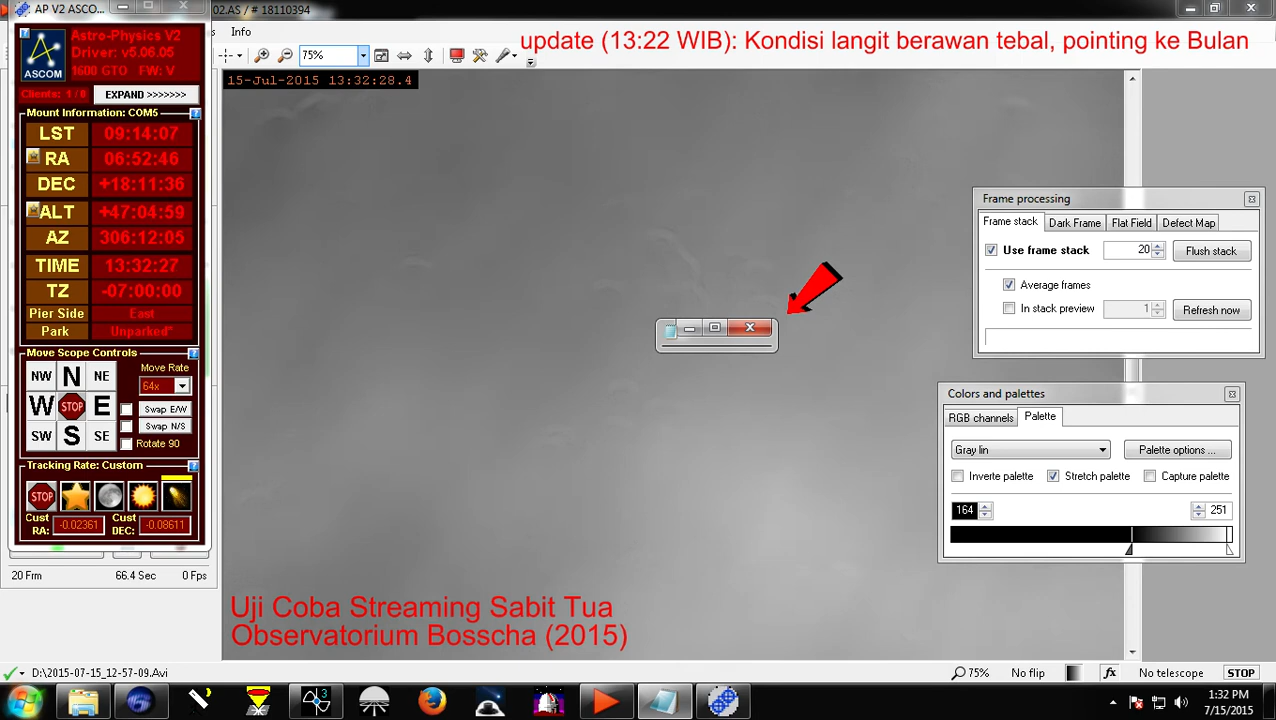 AP V2 ASCO...
02.AS / # 18110394
Astro-Physics V2
Driver: v5.06.05
1600 GTO FW: V
ASCOM
Clients: 1 / 0
EXPAND >>>>>>>
Info
75%
update (13:22 WIB): Kondisi langit berawan tebal, pointing ke Bulan
15-Jul-2015 13:32:28.4
Mount Information: COM5
LST 09:14:07
RA 06:52:46
DEC +18:11:36
ALT +47:04:59
AZ 306:12:05
TIME 13:32:27
TZ -07:00:00
Pier Side East
Park Unparked"
Move Scope Controls
NW N NE
W STOP E
SW S SE
Move Rate
64x
Swap E/W
Swap N/S
Rotate 90
Tracking Rate: Custom
STOP
Cust RA: -0.02361
Cust DEC: -0.08611
20 Frm 66.4 Sec 0 Fps
Frame processing
Frame stack Dark Frame Flat Field Defect Map
Use frame stack 20 Flush stack
Average frames
In stack preview 1 Refresh now
Colors and palettes
RGB channels Palette
Gray lin Palette options ...
Inverte palette Stretch palette Capture palette
164 251
Uji Coba Streaming Sabit Tua
Observatorium Bosscha (2015)
D:\2015-07-15_12-57-09.Avi
75% No flip fx No telescope STOP
1:32 PM
7/15/2015